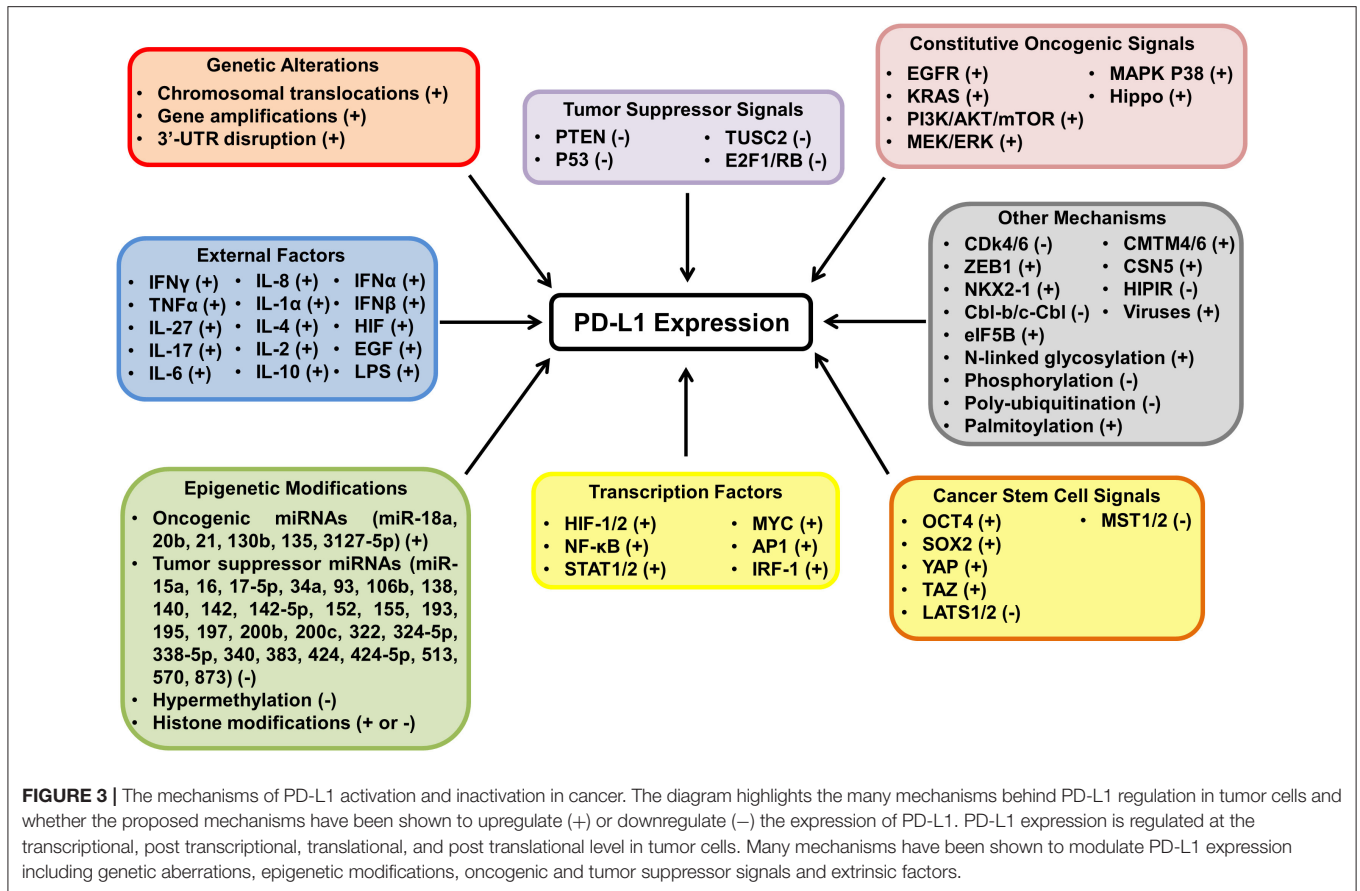 Genetic Alterations
• Chromosomal translocations (+)
• Gene amplifications (+)
• 3'-UTR disruption (+)
Tumor Suppressor Signals
• PTEN (-) • TUSC2 (-)
• P53 (-) • E2F1/RB (-)
Constitutive Oncogenic Signals
• EGFR (+) • MAPK P38 (+)
• KRAS (+) • Hippo (+)
• PI3K/AKT/mTOR (+)
• MEK/ERK (+)
External Factors
• IFNγ (+) • IL-8 (+) • IFNα (+)
• TNFα (+) • IL-1α (+) • IFNβ (+)
• IL-27 (+) • IL-4 (+) • HIF (+)
• IL-17 (+) • IL-2 (+) • EGF (+)
• IL-6 (+) • IL-10 (+) • LPS (+)
PD-L1 Expression
Other Mechanisms
• CDk4/6 (-) • CMTM4/6 (+)
• ZEB1 (+) • CSN5 (+)
• NKX2-1 (+) • HIPIR (-)
• Cbl-b/c-Cbl (-) • Viruses (+)
• eIF5B (+)
• N-linked glycosylation (+)
• Phosphorylation (-)
• Poly-ubiquitination (-)
• Palmitoylation (+)
Epigenetic Modifications
• Oncogenic miRNAs (miR-18a,
20b, 21, 130b, 135, 3127-5p) (+)
• Tumor suppressor miRNAs (miR-
15a, 16, 17-5p, 34a, 93, 106b, 138,
140, 142, 142-5p, 152, 155, 193,
195, 197, 200b, 200c, 322, 324-5p,
338-5p, 340, 383, 424, 424-5p, 513,
570, 873) (-)
• Hypermethylation (-)
• Histone modifications (+ or -)
Transcription Factors
• HIF-1/2 (+) • MYC (+)
• NF-κB (+) • AP1 (+)
• STAT1/2 (+) • IRF-1 (+)
Cancer Stem Cell Signals
• OCT4 (+) • MST1/2 (-)
• SOX2 (+)
• YAP (+)
• TAZ (+)
• LATS1/2 (-)
FIGURE 3 | The mechanisms of PD-L1 activation and inactivation in cancer. The diagram highlights the many mechanisms behind PD-L1 regulation in tumor cells and
whether the proposed mechanisms have been shown to upregulate (+) or downregulate (−) the expression of PD-L1. PD-L1 expression is regulated at the
transcriptional, post transcriptional, translational, and post translational level in tumor cells. Many mechanisms have been shown to modulate PD-L1 expression
including genetic aberrations, epigenetic modifications, oncogenic and tumor suppressor signals and extrinsic factors.